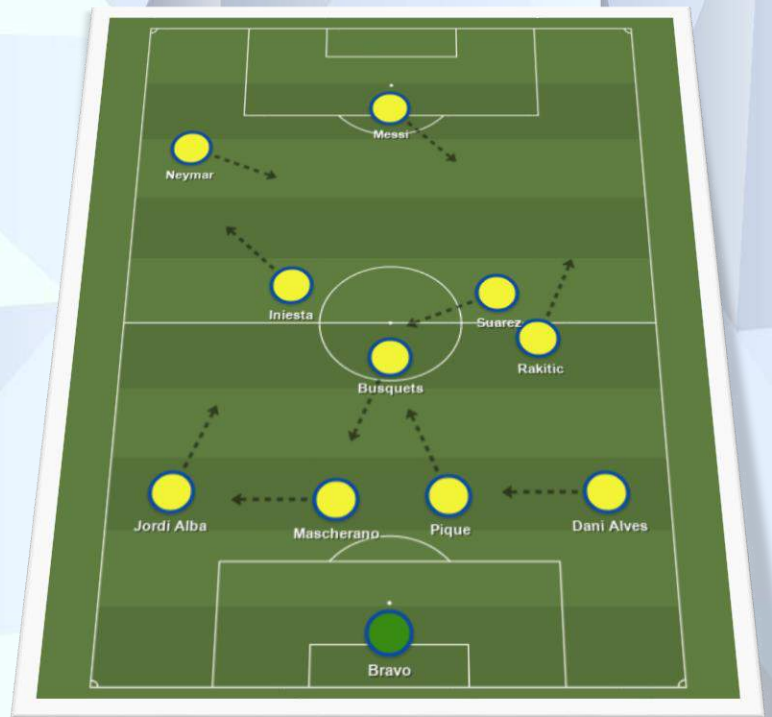 Messi
Neymar
Iniesta
Suarez
Rakitic
Busquets
Jordi Alba
Mascherano
Pique
Dani Alves
Bravo